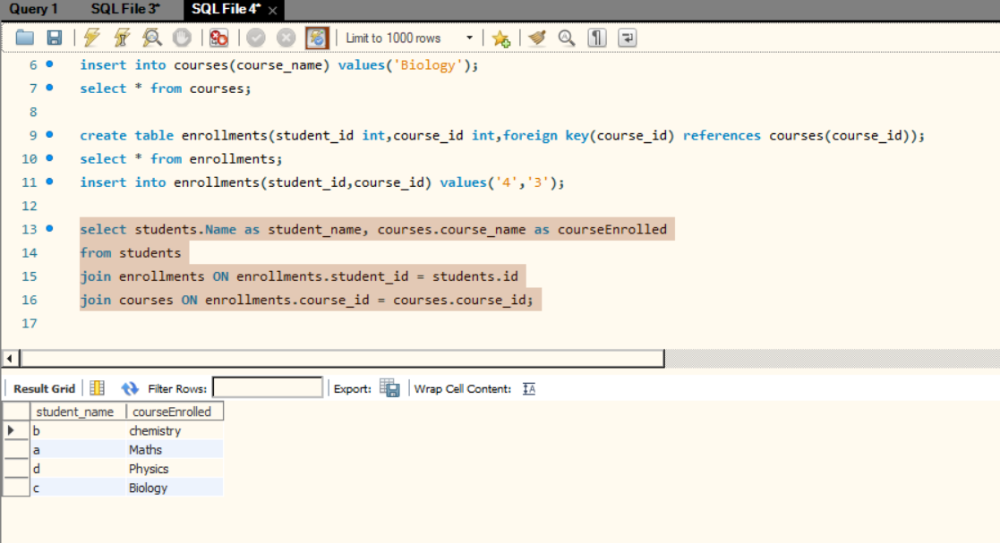 Query 1 SQL File 3* SQL File 4* ×
Limit to 1000 rows
6 insert into courses(course_name) values('Biology');
7 select * from courses;
8
9 create table enrollments(student_id int,course_id int,foreign key(course_id) references courses(course_id));
10 select * from enrollments;
11 insert into enrollments(student_id,course_id) values('4','3');
12
13 select students.Name as student_name, courses.course_name as courseEnrolled
14 from students
15 join enrollments ON enrollments.student_id = students.id
16 join courses ON enrollments.course_id = courses.course_id;
17
Result Grid Filter Rows: Export: Wrap Cell Content:
student_name courseEnrolled
b chemistry
a Maths
d Physics
c Biology